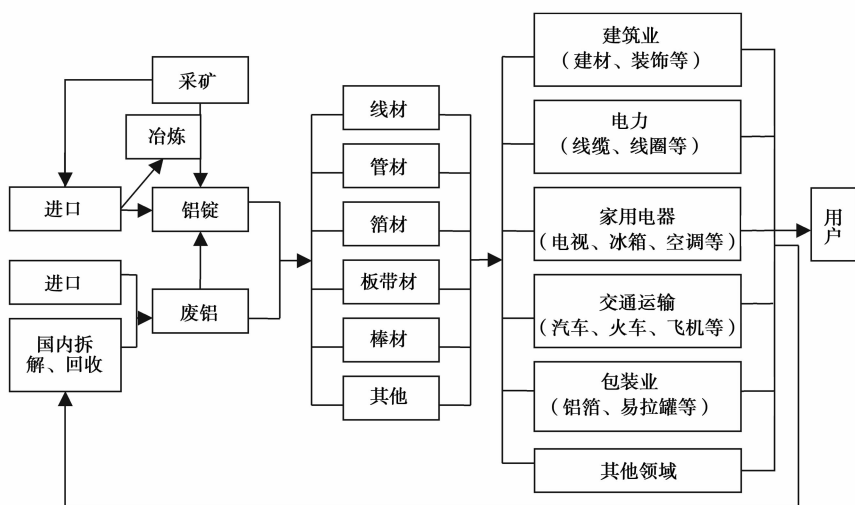 采矿
冶炼
进口
铝锭
进口
废铝
国内拆
解、回收
线材
管材
箔材
板带材
棒材
其他
建筑业
（建材、装饰等）
电力
（线缆、线圈等）
家用电器
（电视、冰箱、空调等）
交通运输
（汽车、火车、飞机等）
包装业
（铝箔、易拉罐等）
其他领域
用
户